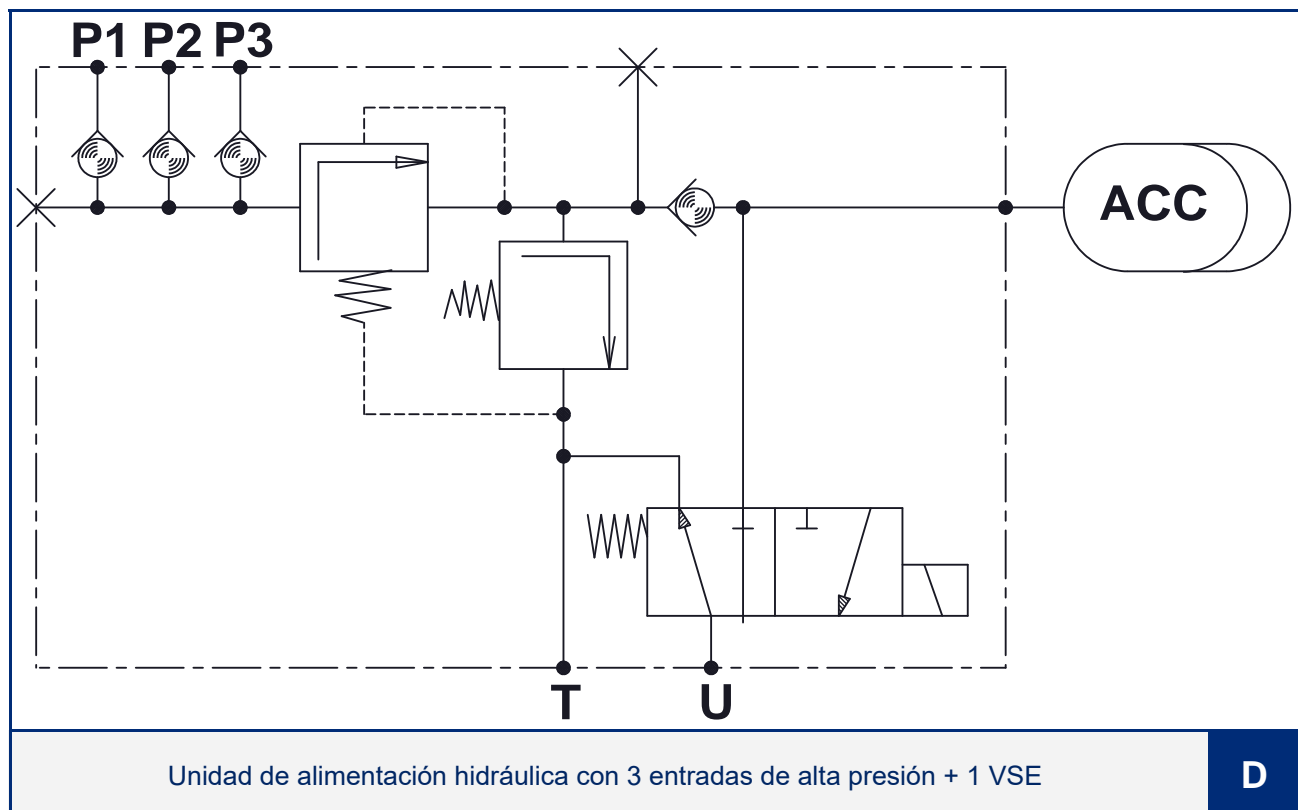 P1 P2 P3
ACC
T U
Unidad de alimentación hidráulica con 3 entradas de alta presión + 1 VSE
D